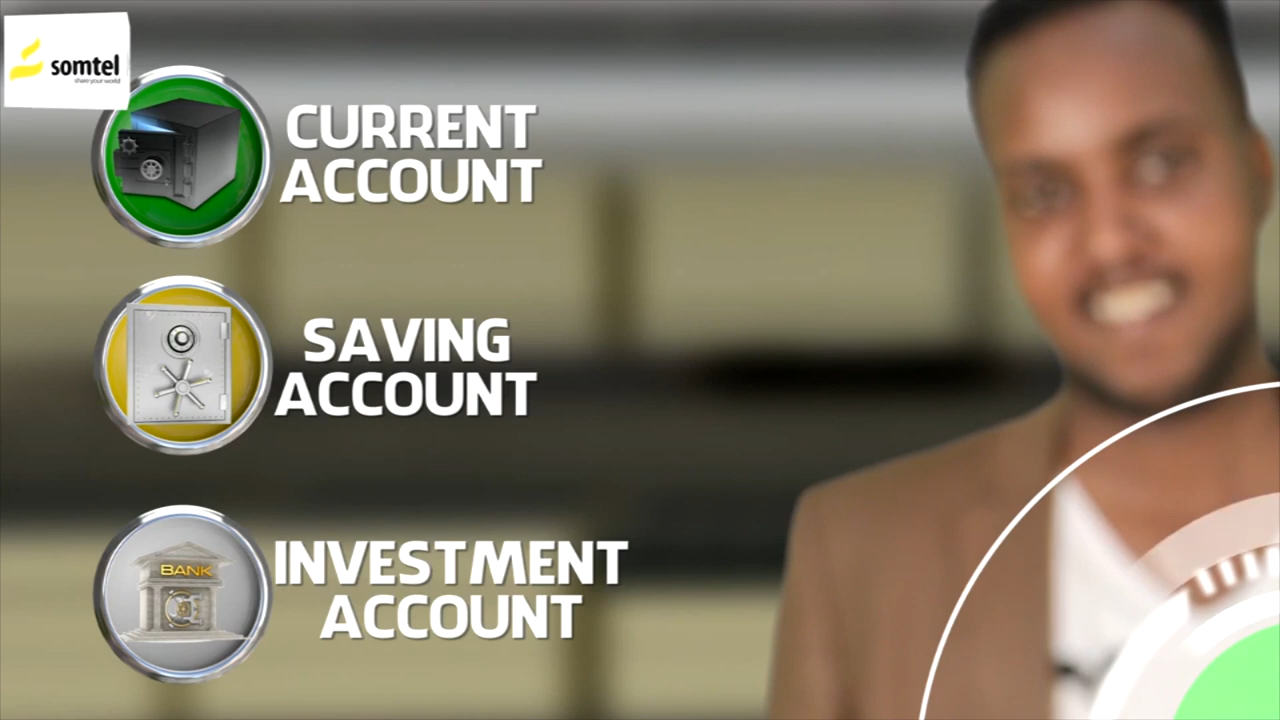 somtel
share your world
CURRENT
ACCOUNT
SAVING
ACCOUNT
INVESTMENT
ACCOUNT
BANK